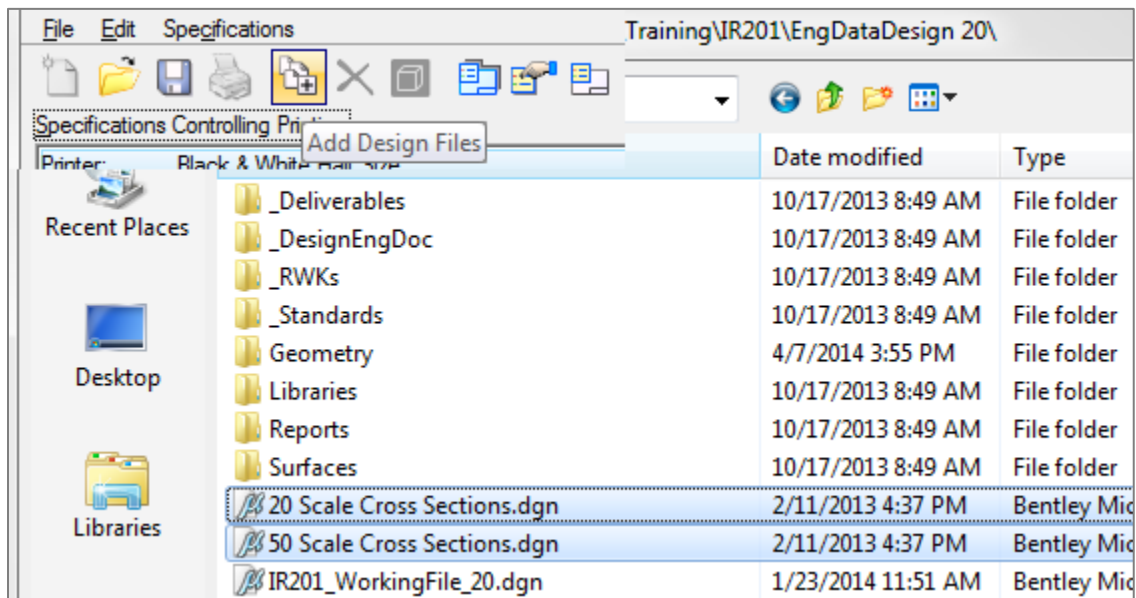 File Edit Specifications
_Training\IR201\EngDataDesign 20\
Specifications Controlling
Add Design Files
Printer: Black & White Half Size
Date modified Type
Recent Places
Desktop
Libraries
_Deliverables 10/17/2013 8:49 AM File folder
_DesignEngDoc 10/17/2013 8:49 AM File folder
_RWKs 10/17/2013 8:49 AM File folder
_Standards 10/17/2013 8:49 AM File folder
Geometry 4/7/2014 3:55 PM File folder
Libraries 10/17/2013 8:49 AM File folder
Reports 10/17/2013 8:49 AM File folder
Surfaces 10/17/2013 8:49 AM File folder
20 Scale Cross Sections.dgn 2/11/2013 4:37 PM Bentley Mic
50 Scale Cross Sections.dgn 2/11/2013 4:37 PM Bentley Mic
IR201_WorkingFile_20.dgn 1/23/2014 11:51 AM Bentley Mic